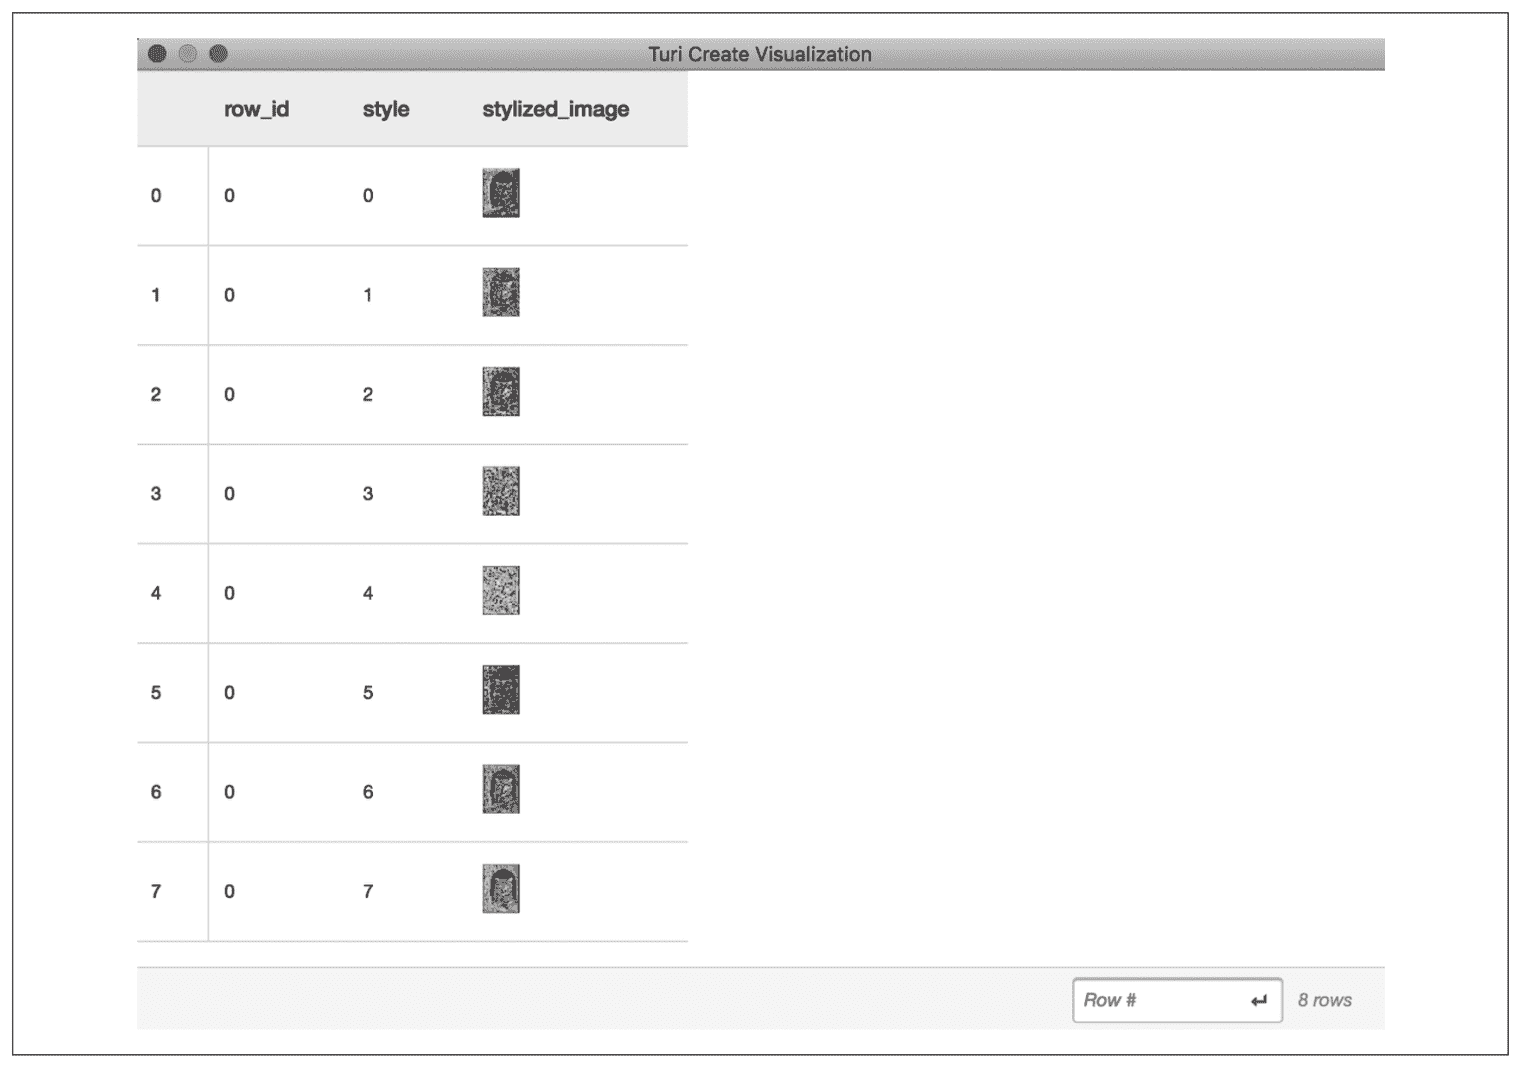 Turi Create Visualization
row_id style stylized_image
0 0 0
1 0 1
2 0 2
3 0 3
4 0 4
5 0 5
6 0 6
7 0 7
Row # 8 rows